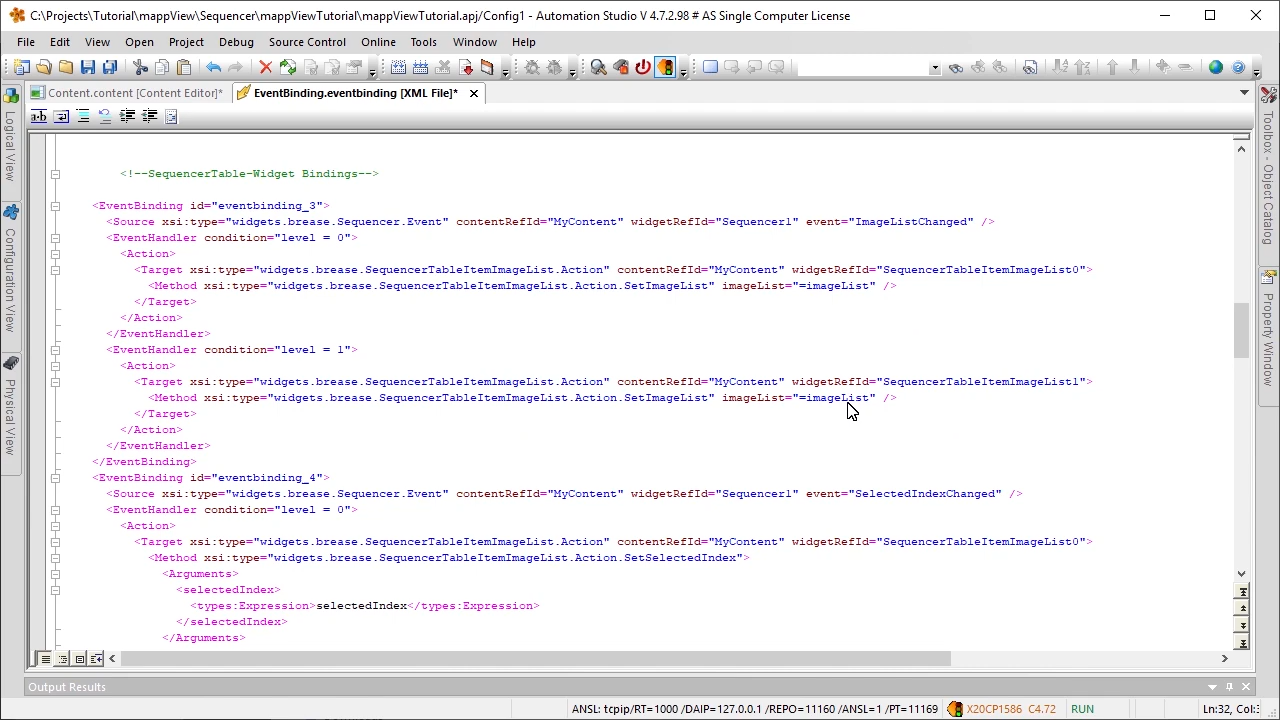 C:\Projects\Tutorial\mappView\Sequencer\mappViewTutorial\mappViewTutorial.apj/Config1 - Automation Studio V 4.7.2.98 # AS Single Computer License
File Edit View Open Project Debug Source Control Online Tools Window Help
Content.content [Content Editor]* EventBinding.eventbinding [XML File]*
Logical View
Configuration View
Physical View
<!--SequencerTable-Widget Bindings-->
<EventBinding id="eventbinding_3">
<Source xsi:type="widgets.brease.Sequencer.Event" contentRefId="MyContent" widgetRefId="Sequencer1" event="ImageListChanged" />
<EventHandler condition="level = 0">
<Action>
<Target xsi:type="widgets.brease.SequencerTableItemImageList.Action" contentRefId="MyContent" widgetRefId="SequencerTableItemImageList0">
<Method xsi:type="widgets.brease.SequencerTableItemImageList.Action.SetImageList" imageList="=imageList" />
</Target>
</Action>
</EventHandler>
<EventHandler condition="level = 1">
<Action>
<Target xsi:type="widgets.brease.SequencerTableItemImageList.Action" contentRefId="MyContent" widgetRefId="SequencerTableItemImageList1">
<Method xsi:type="widgets.brease.SequencerTableItemImageList.Action.SetImageList" imageList="=imageList" />
</Target>
</Action>
</EventHandler>
</EventBinding>
<EventBinding id="eventbinding_4">
<Source xsi:type="widgets.brease.Sequencer.Event" contentRefId="MyContent" widgetRefId="Sequencer1" event="SelectedIndexChanged" />
<EventHandler condition="level = 0">
<Action>
<Target xsi:type="widgets.brease.SequencerTableItemImageList.Action" contentRefId="MyContent" widgetRefId="SequencerTableItemImageList0">
<Method xsi:type="widgets.brease.SequencerTableItemImageList.Action.SetSelectedIndex">
<Arguments>
<selectedIndex>
<types:Expression>selectedIndex</types:Expression>
</selectedIndex>
</Arguments>
Toolbox - Object Catalog
Property Window
Output Results
ANSL: tcpip/RT=1000 /DAIP=127.0.0.1 /REPO=11160 /ANSL=1 /PT=11169 X20CP1586 C4.72 RUN Ln:32, Col: